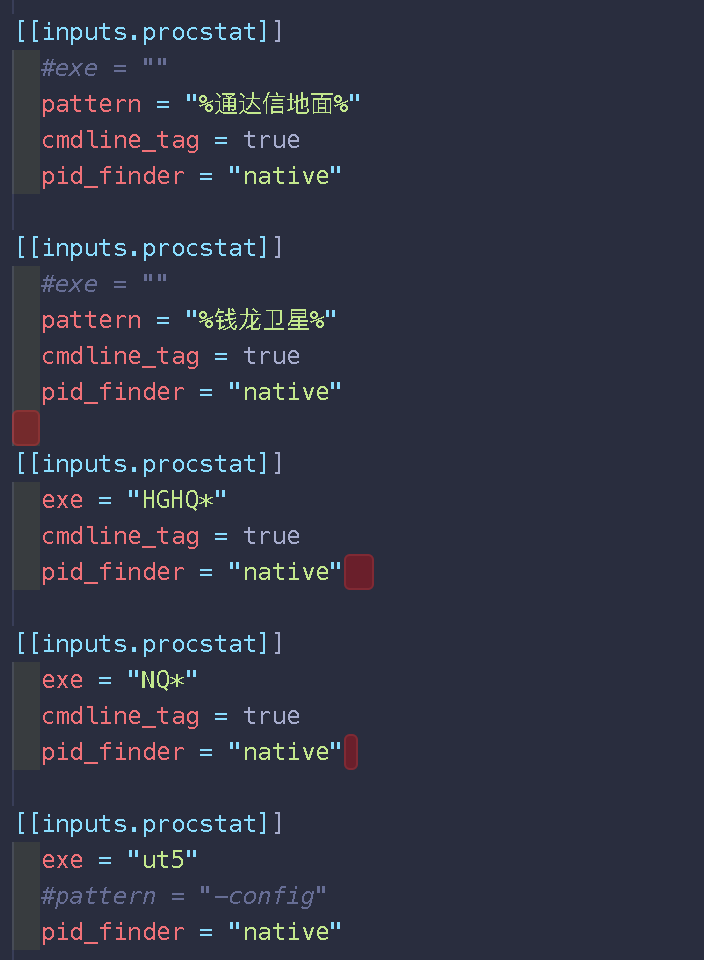 [[inputs.procstat]]
#exe = ""
pattern = "%通达信地面%"
cmdline_tag = true
pid_finder = "native"
[[inputs.procstat]]
#exe = ""
pattern = "%钱龙卫星%"
cmdline_tag = true
pid_finder = "native"
[[inputs.procstat]]
exe = "HGHQ*"
cmdline_tag = true
pid_finder = "native"
[[inputs.procstat]]
exe = "NQ*"
cmdline_tag = true
pid_finder = "native"
[[inputs.procstat]]
exe = "ut5"
#pattern = "—config"
pid_finder = "native"